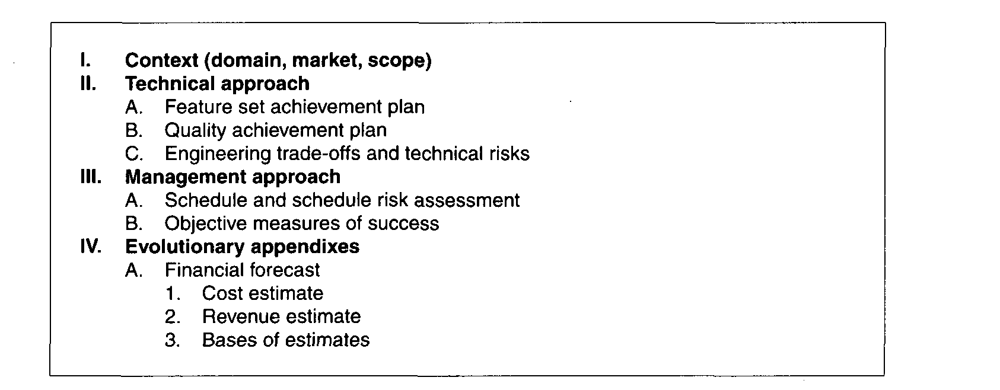 I. Context (domain, market, scope)
II. Technical approach
A. Feature set achievement plan
B. Quality achievement plan
C. Engineering trade-offs and technical risks
III. Management approach
A. Schedule and schedule risk assessment
B. Objective measures of success
IV. Evolutionary appendixes
A. Financial forecast
1. Cost estimate
2. Revenue estimate
3. Bases of estimates